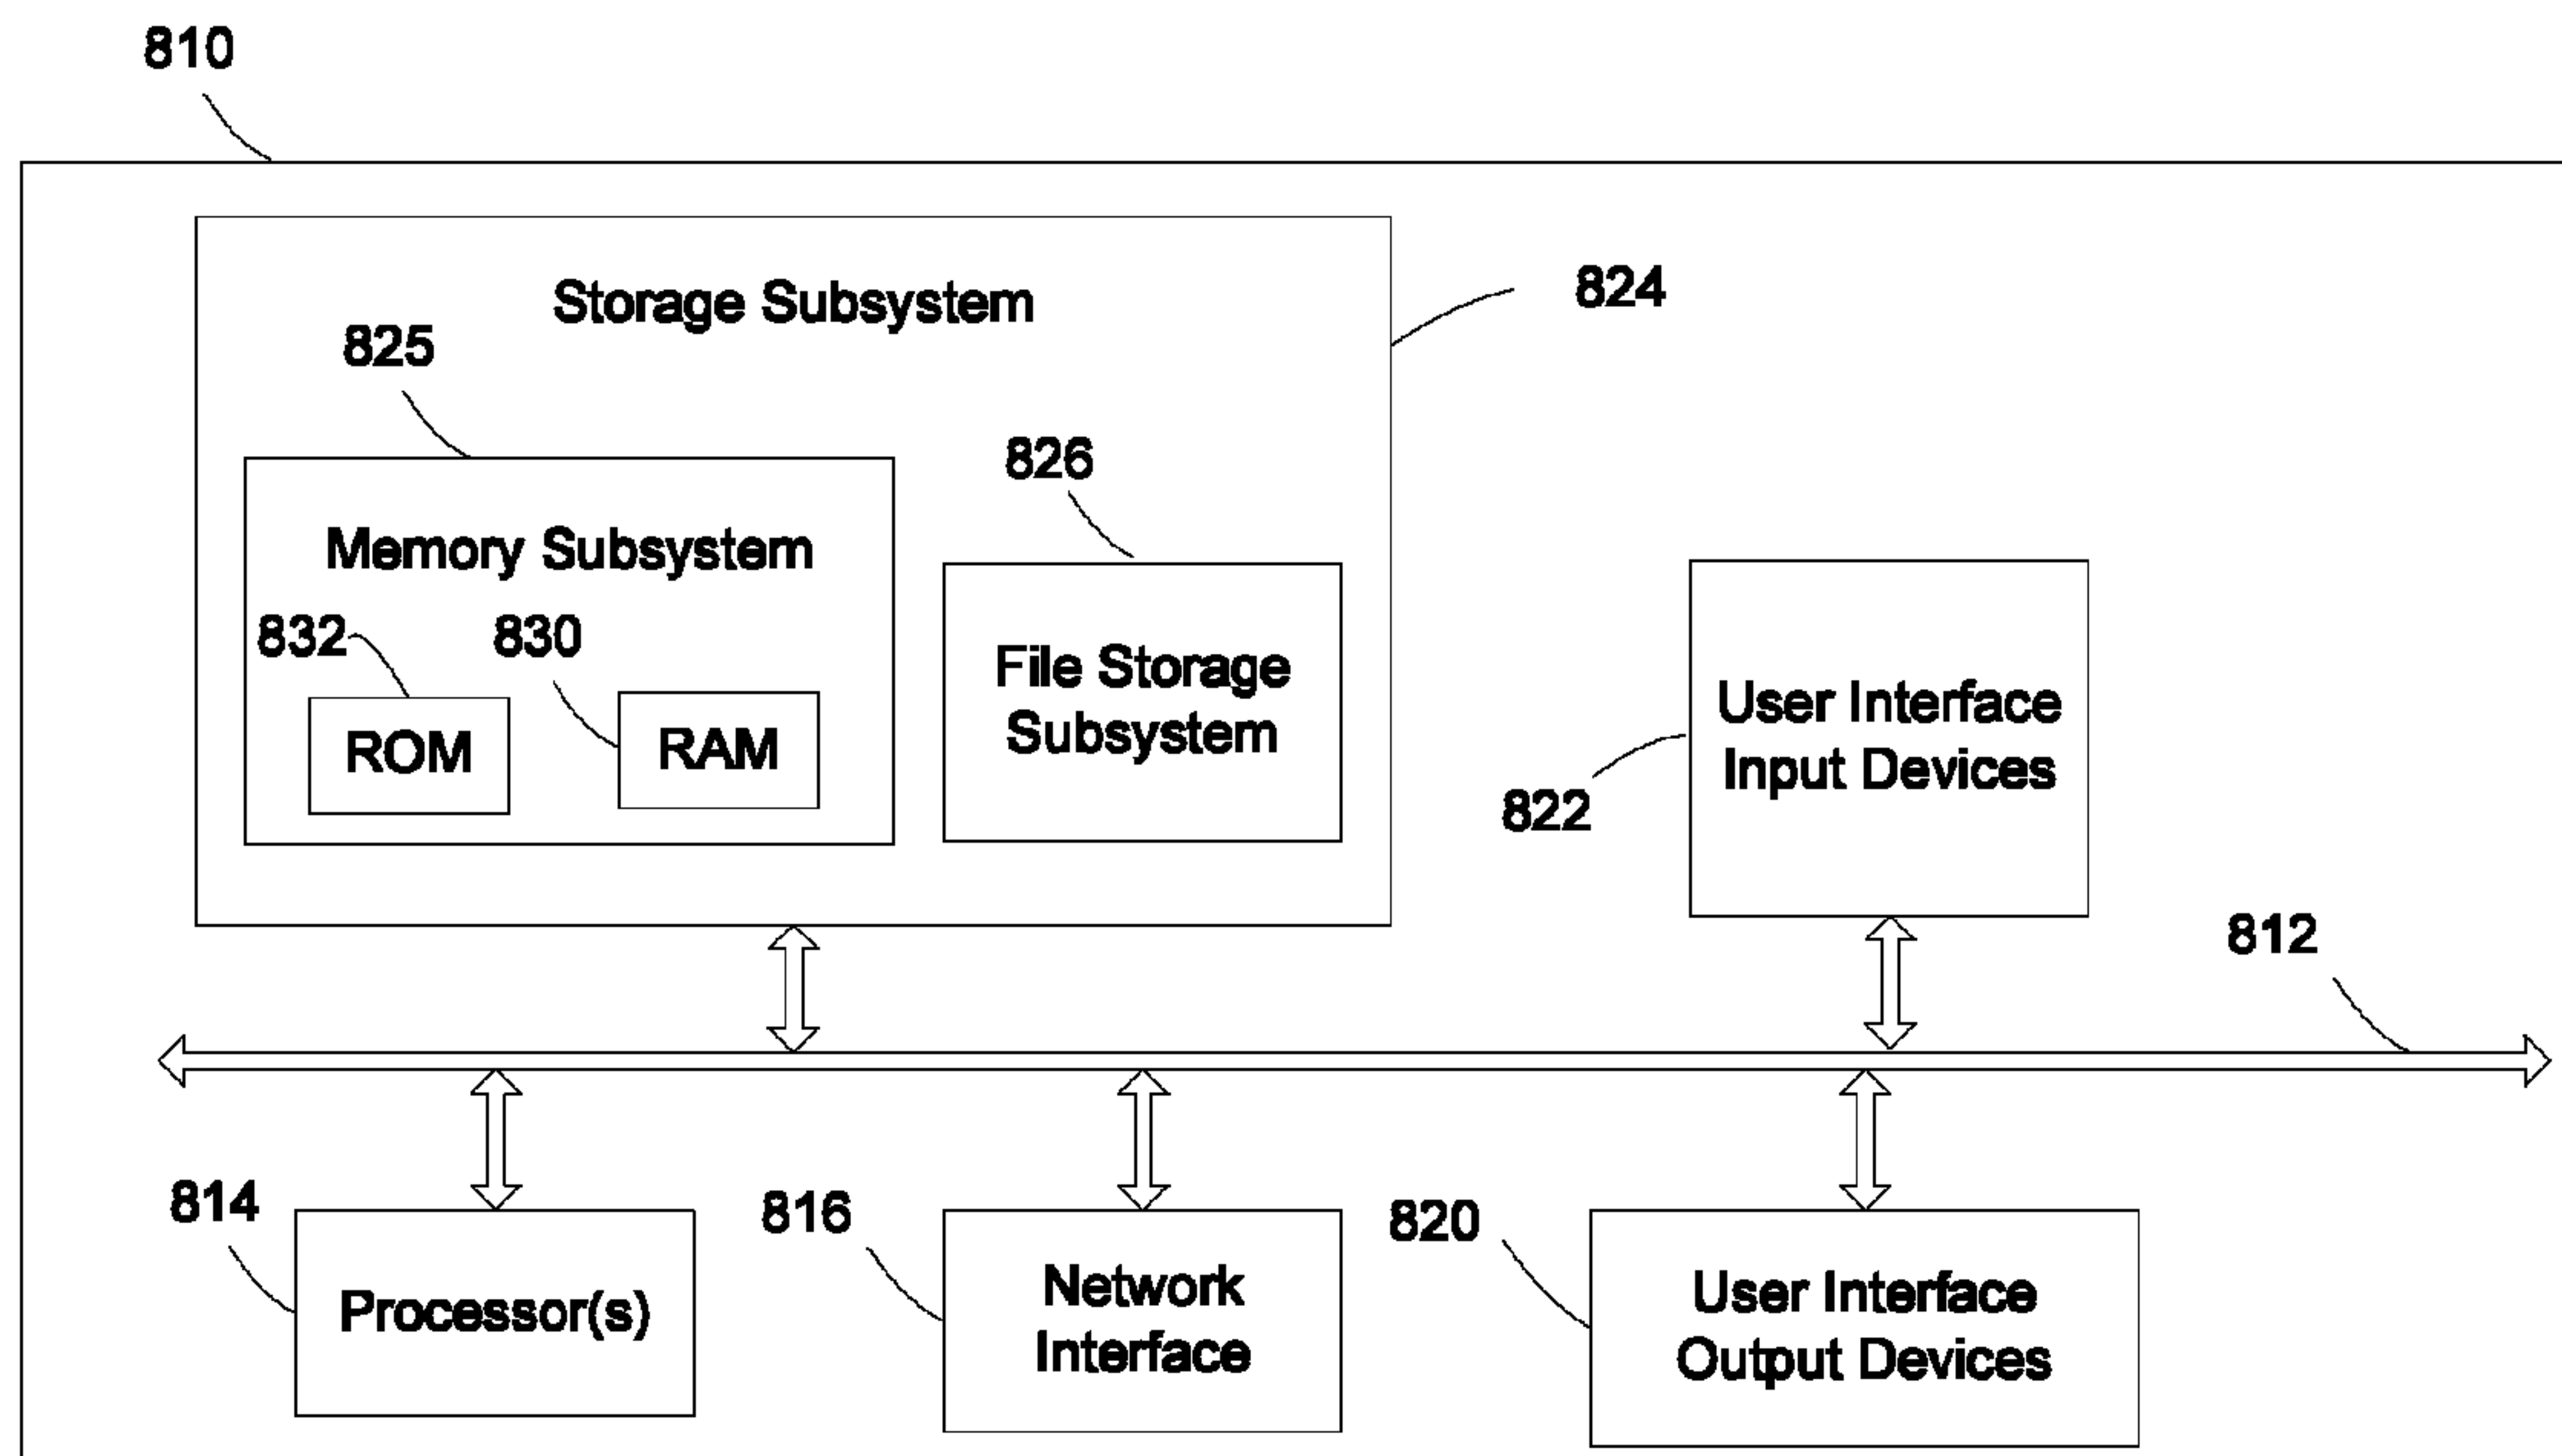 810
Storage Subsystem
824
825
826
Memory Subsystem
832
830
File Storage
Subsystem
ROM
RAM
User Interface
Input Devices
822
812
814
816
820
Processor(s)
Network
Interface
User Interface
Output Devices